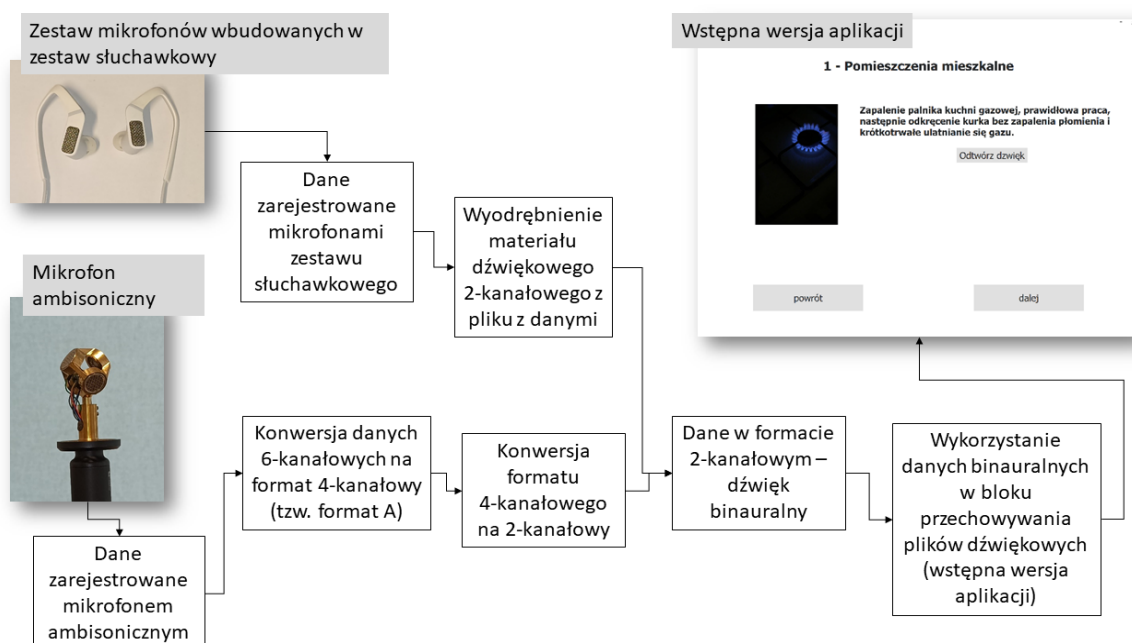 Zestaw mikrofonów wbudowanych w
zestaw słuchawkowy
Dane
zarejestrowane
mikrofonami
zestawu
słuchawkowego
Wyodrębnienie
materiału
dźwiękowego
2-kanałowego z
pliku z danymi
Mikrofon
ambisoniczny
Dane
zarejestrowane
mikrofonem
ambisonicznym
Konwersja danych
6-kanałowych na
format 4-kanałowy
(tzw. format A)
Konwersja
formatu
4-kanałowego
na 2-kanałowy
Dane w formacie
2-kanałowym –
dźwięk
binauralny
Wykorzystanie
danych binauralnych
w bloku
przechowywania
plików dźwiękowych
(wstępna wersja
aplikacji)
Wstępna wersja aplikacji
1 - Pomieszczenia mieszkalne
Zapalenie palnika kuchni gazowej, prawidłowa praca,
następnie odkręcenie kurka bez zapalenia płomienia i
krótkotrwałe ulatnianie się gazu.
Odtwórz dzwięk
powrót
dalej